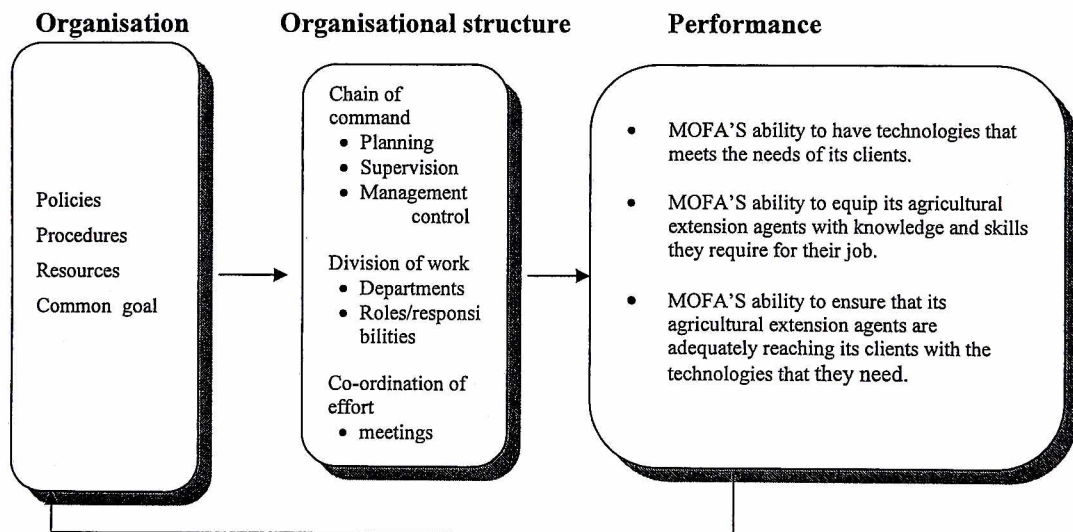 Organisation
Organisational structure
Performance
Policies
Procedures
Resources
Common goal
Chain of
command
• Planning
• Supervision
• Management
control
Division of work
• Departments
• Roles/responsi
bilities
Co-ordination of
effort
• meetings
• MOFA'S ability to have technologies that
meets the needs of its clients.
• MOFA'S ability to equip its agricultural
extension agents with knowledge and skills
they require for their job.
• MOFA'S ability to ensure that its
agricultural extension agents are
adequately reaching its clients with the
technologies that they need.